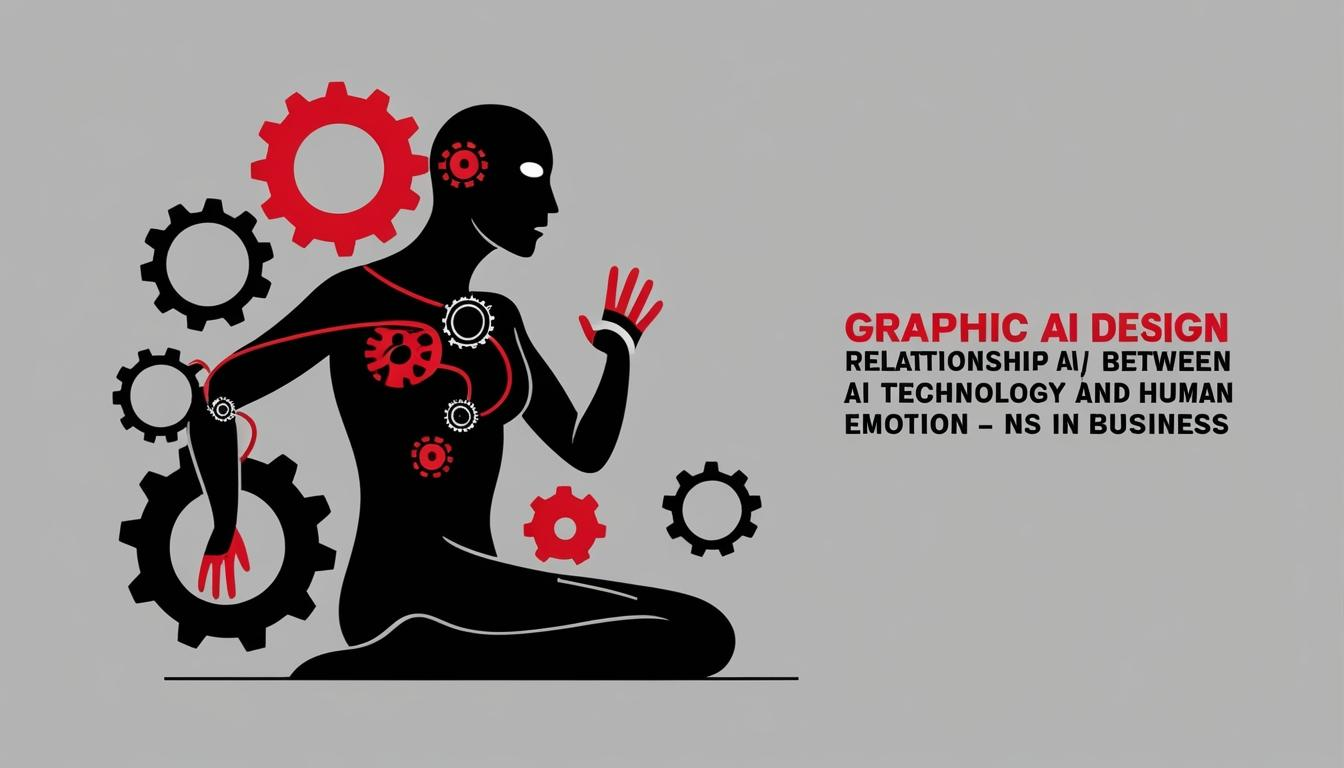 GRAPHIC AI DESIGN
RELATTIONSHIP AI/ BETWEEN
AI TECHNOLOGY AND HUMAN
EMOTION – NS IN BUSINESS